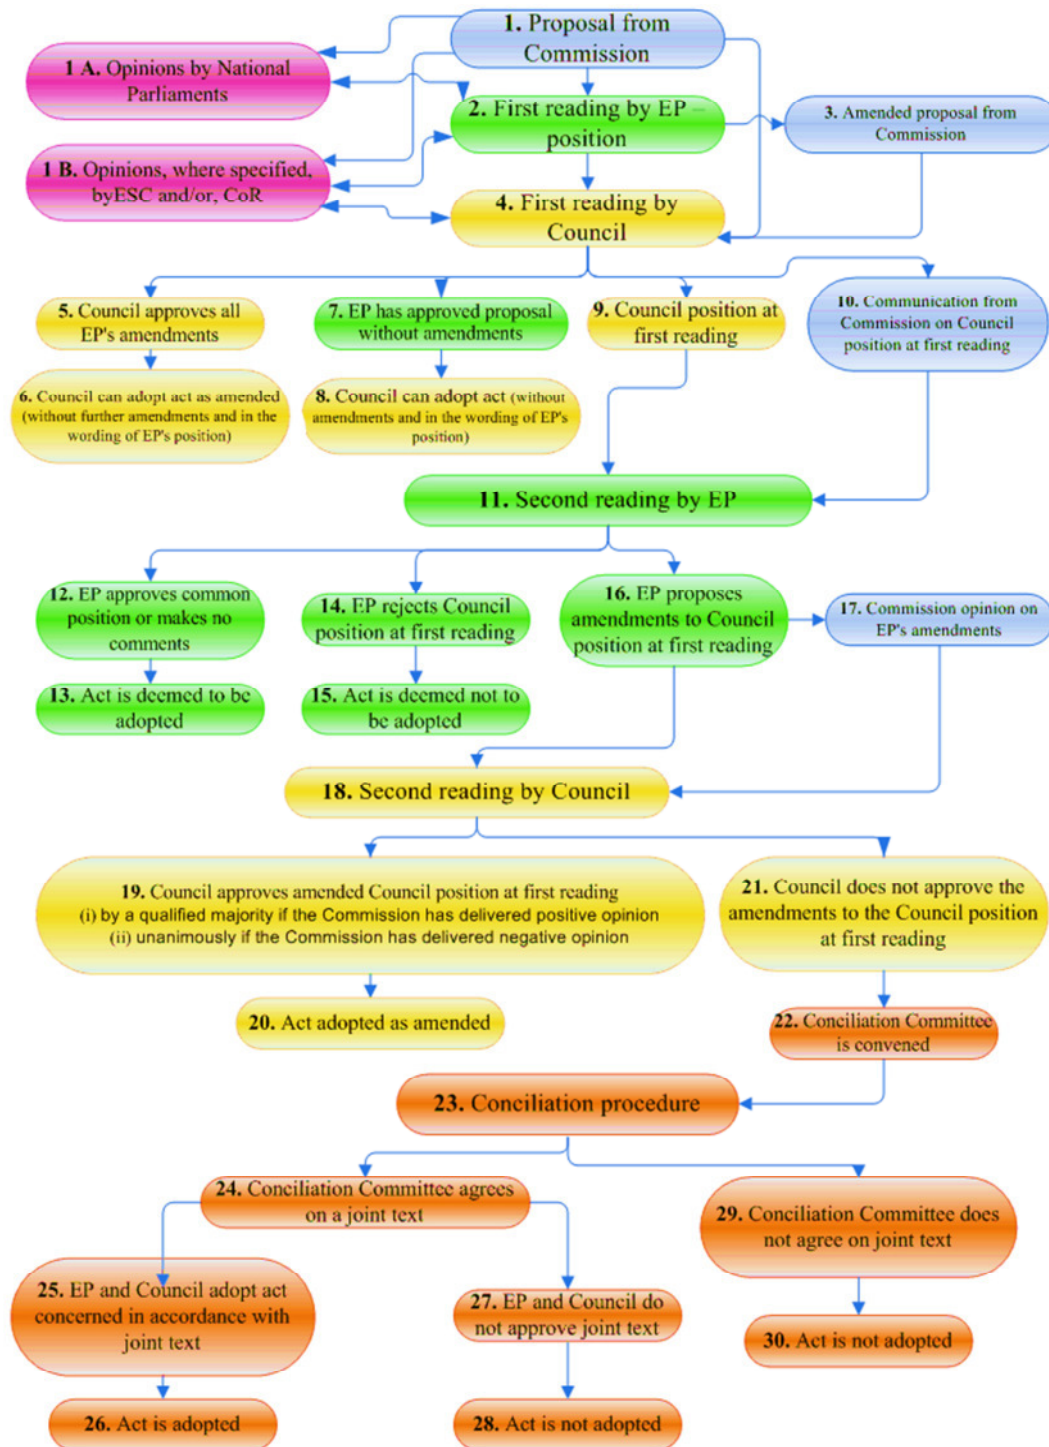 1. Proposal from
Commission
1 A. Opinions by National
Parliaments
2. First reading by EP –
position
3. Amended proposal from
Commission
1 B. Opinions, where specified,
byESC and/or, CoR
4. First reading by
Council
5. Council approves all
EP's amendments
7. EP has approved proposal
without amendments
9. Council position at
first reading
10. Communication from
Commission on Council
position at first reading
6. Council can adopt act as amended
(without further amendments and in the
wording of EP's position)
8. Council can adopt act (without
amendments and in the wording of EP's
position)
11. Second reading by EP
12. EP approves common
position or makes no
comments
14. EP rejects Council
position at first reading
16. EP proposes
amendments to Council
position at first reading
17. Commission opinion on
EP's amendments
13. Act is deemed to be
adopted
15. Act is deemed not to
be adopted
18. Second reading by Council
19. Council approves amended Council position at first reading
(i) by a qualified majority if the Commission has delivered positive opinion
(ii) unanimously if the Commission has delivered negative opinion
21. Council does not approve the
amendments to the Council position
at first reading
20. Act adopted as amended
22. Conciliation Committee
is convened
23. Conciliation procedure
24. Conciliation Committee agrees
on a joint text
29. Conciliation Committee does
not agree on joint text
25. EP and Council adopt act
concerned in accordance with
joint text
27. EP and Council do
not approve joint text
30. Act is not adopted
26. Act is adopted
28. Act is not adopted